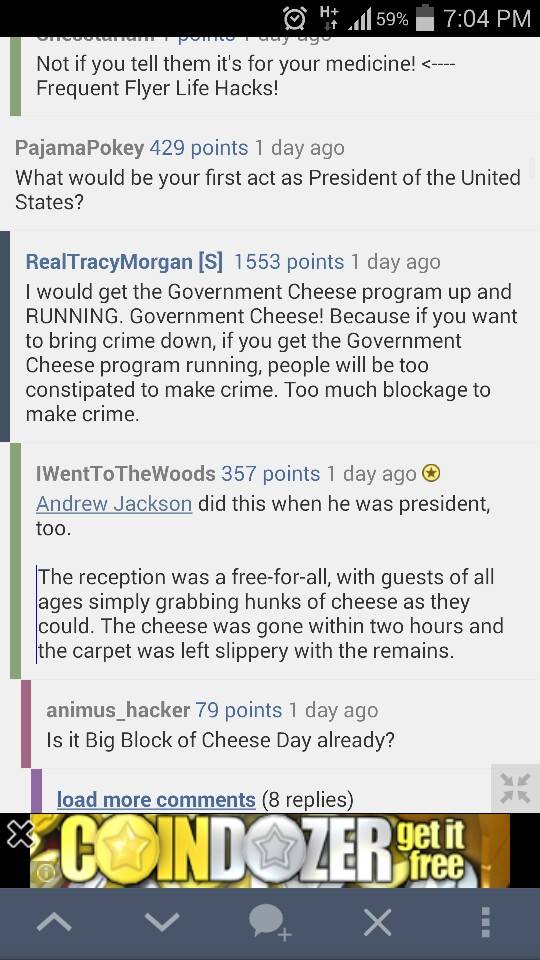 H+ 59% 7:04 PM
1 day ago
Not if you tell them it's for your medicine! <----
Frequent Flyer Life Hacks!
PajamaPokey 429 points 1 day ago
What would be your first act as President of the United
States?
RealTracyMorgan [S] 1553 points 1 day ago
I would get the Government Cheese program up and
RUNNING. Government Cheese! Because if you want
to bring crime down, if you get the Government
Cheese program running, people will be too
constipated to make crime. Too much blockage to
make crime.
IWentToTheWoods 357 points 1 day ago
Andrew Jackson did this when he was president,
too.
The reception was a free-for-all, with guests of all
ages simply grabbing hunks of cheese as they
could. The cheese was gone within two hours and
the carpet was left slippery with the remains.
animus_hacker 79 points 1 day ago
Is it Big Block of Cheese Day already?
load more comments (8 replies)
COINDOZER get it
free